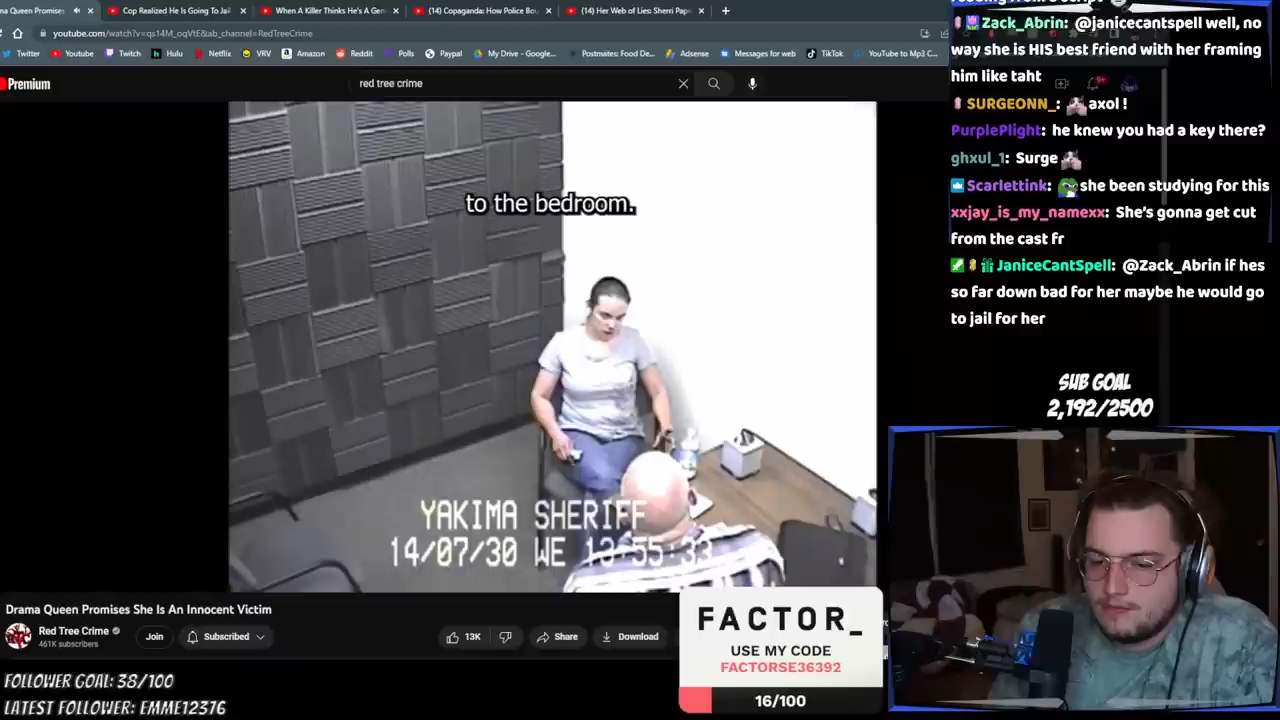 ma Queen Promises
Cop Realized He Is Going To Jail
When A Killer Thinks He's A Gen
(14) Copaganda: How Police Bou
(14) Her Web of Lies: Sherri Pap
youtube.com/watch?v=qs14M_oqVtE&ab_channel=RedTreeCrime
Twitter
Youtube
Twitch
Hulu
Netflix
VRV
Amazon
Reddit
Polls
Paypal
My Drive - Google...
Postmates: Food De...
Adsense
Messages for web
TikTok
YouTube to Mp3 C...
Premium
red tree crime
to the bedroom.
YAKIMA SHERIFF
14/07/30 WE 13:55:33
Drama Queen Promises She Is An Innocent Victim
Red Tree Crime
461K subscribers
Join
Subscribed
13K
Share
Download
FACTOR_
USE MY CODE
FACTORSE36392
16/100
FOLLOWER GOAL: 38/100
LATEST FOLLOWER: EMME12376
Zack_Abrin: @janicecantspell well, no
way she is HIS best friend with her framing
him like taht
SURGEONN_: axol !
PurplePlight: he knew you had a key there?
ghxul_1: Surge
Scarlettink: she been studying for this
xxjay_is_my_namexx: She's gonna get cut
from the cast fr
JaniceCantSpell: @Zack_Abrin if hes
so far down bad for her maybe he would go
to jail for her
SUB GOAL
2,192/2500